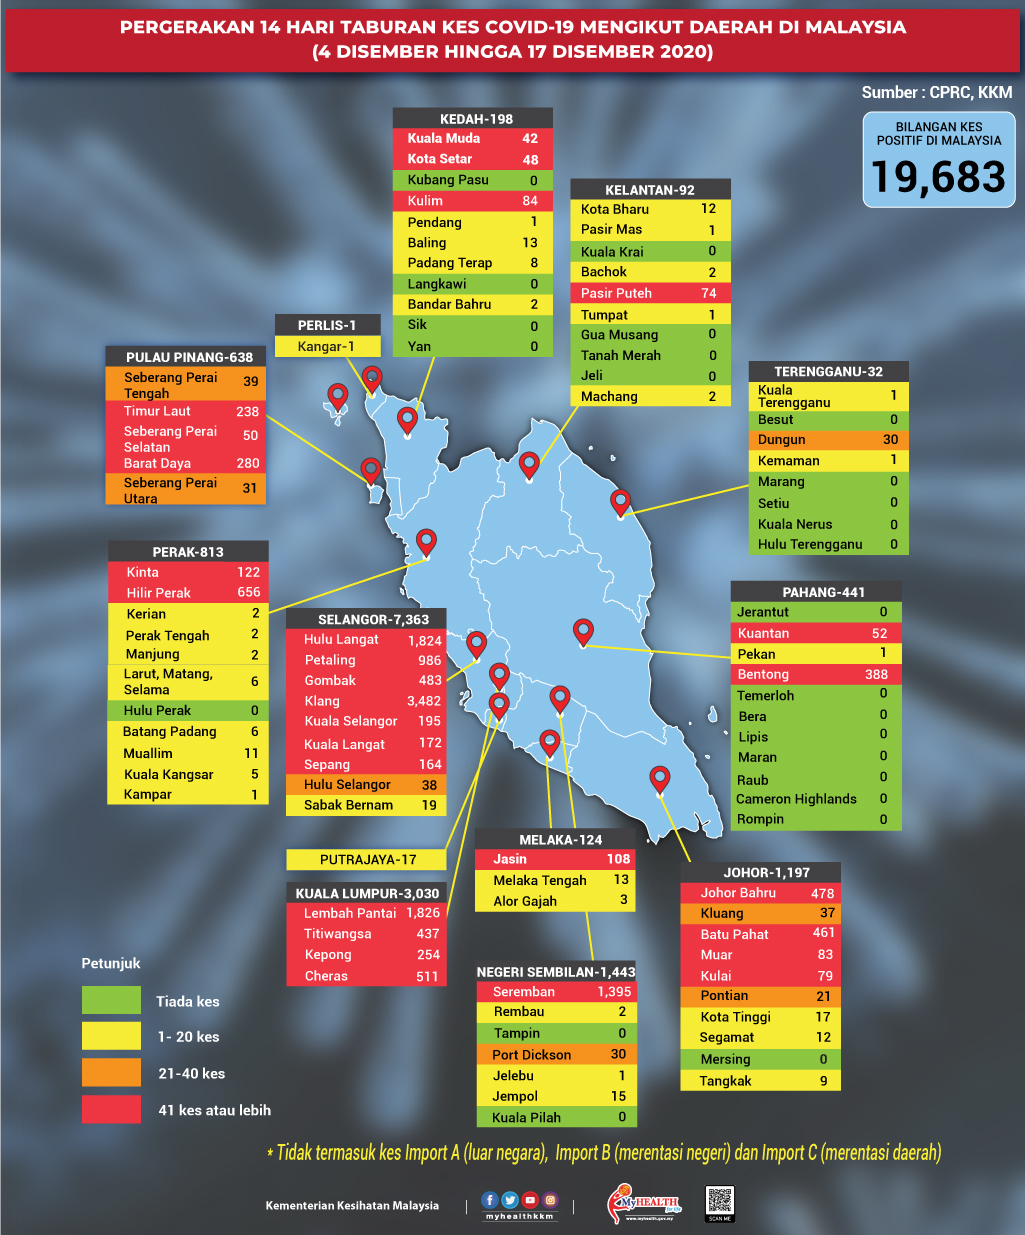 PERGERAKAN 14 HARI TABURAN KES COVID-19 MENGIKUT DAERAH DI MALAYSIA
(4 DISEMBER HINGGA 17 DISEMBER 2020)
Sumber : CPRC, KKM
BILANGAN KES
POSITIF DI MALAYSIA
19,683
KEDAH-198
Kuala Muda 42
Kota Setar 48
Kubang Pasu 0
Kulim 84
Pendang 1
Baling 13
Padang Terap 8
Langkawi 0
Bandar Bahru 2
Sik 0
Yan 0
KELANTAN-92
Kota Bharu 12
Pasir Mas 1
Kuala Krai 0
Bachok 2
Pasir Puteh 74
Tumpat 1
Gua Musang 0
Tanah Merah 0
Jeli 0
Machang 2
PERLIS-1
Kangar-1
PULAU PINANG-638
Seberang Perai
Tengah 39
Timur Laut 238
Seberang Perai
Selatan 50
Barat Daya 280
Seberang Perai
Utara 31
TERENGGANU-32
Kuala
Terengganu 1
Besut 0
Dungun 30
Kemaman 1
Marang 0
Setiu 0
Kuala Nerus 0
Hulu Terengganu 0
PERAK-813
Kinta 122
Hilir Perak 656
Kerian 2
Perak Tengah 2
Manjung 2
Larut, Matang,
Selama 6
Hulu Perak 0
Batang Padang 6
Muallim 11
Kuala Kangsar 5
Kampar 1
SELANGOR-7,363
Hulu Langat 1,824
Petaling 986
Gombak 483
Klang 3,482
Kuala Selangor 195
Kuala Langat 172
Sepang 164
Hulu Selangor 38
Sabak Bernam 19
PAHANG-441
Jerantut 0
Kuantan 52
Pekan 1
Bentong 388
Temerloh 0
Bera 0
Lipis 0
Maran 0
Raub 0
Cameron Highlands 0
Rompin 0
PUTRAJAYA-17
KUALA LUMPUR-3,030
Lembah Pantai 1,826
Titiwangsa 437
Kepong 254
Cheras 511
MELAKA-124
Jasin 108
Melaka Tengah 13
Alor Gajah 3
NEGERI SEMBILAN-1,443
Seremban 1,395
Rembau 2
Tampin 0
Port Dickson 30
Jelebu 1
Jempol 15
Kuala Pilah 0
JOHOR-1,197
Johor Bahru 478
Kluang 37
Batu Pahat 461
Muar 83
Kulai 79
Pontian 21
Kota Tinggi 17
Segamat 12
Mersing 0
Tangkak 9
Petunjuk
Tiada kes
1- 20 kes
21-40 kes
41 kes atau lebih
* Tidak termasuk kes Import A (luar negara), Import B (merentasi negeri) dan Import C (merentasi daerah)
Kementerian Kesihatan Malaysia
myhealthkkm
MyHEALTH
for life
www.myhealth.gov.my
SCAN ME